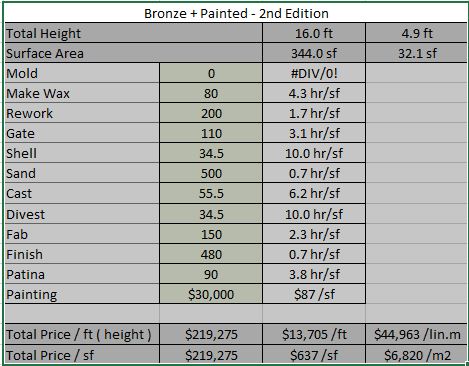 Bronze + Painted - 2nd Edition
Total Height 16.0 ft 4.9 ft
Surface Area 344.0 sf 32.1 sf
Mold 0 #DIV/0!
Make Wax 80 4.3 hr/sf
Rework 200 1.7 hr/sf
Gate 110 3.1 hr/sf
Shell 34.5 10.0 hr/sf
Sand 500 0.7 hr/sf
Cast 55.5 6.2 hr/sf
Divest 34.5 10.0 hr/sf
Fab 150 2.3 hr/sf
Finish 480 0.7 hr/sf
Patina 90 3.8 hr/sf
Painting $30,000 $87 /sf
Total Price / ft ( height ) $219,275 $13,705 /ft $44,963 /lin.m
Total Price / sf $219,275 $637 /sf $6,820 /m2